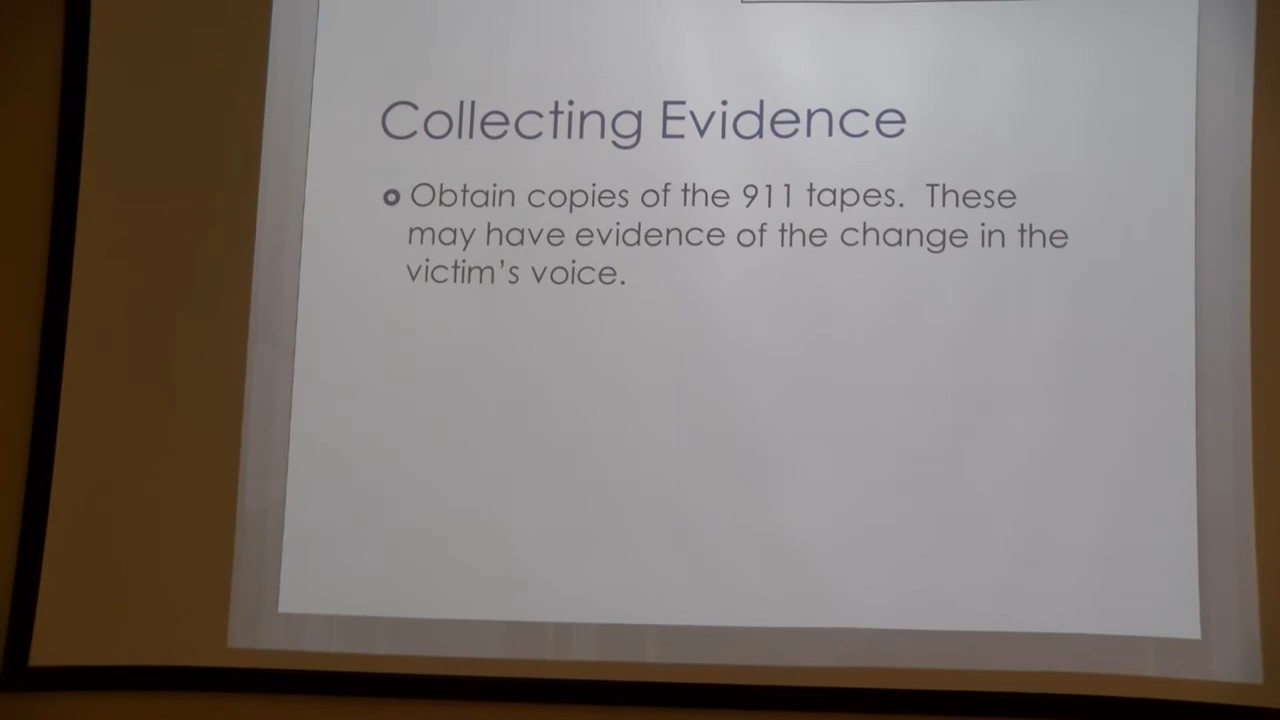 Collecting Evidence
Obtain copies of the 911 tapes. These
may have evidence of the change in the
victim's voice.